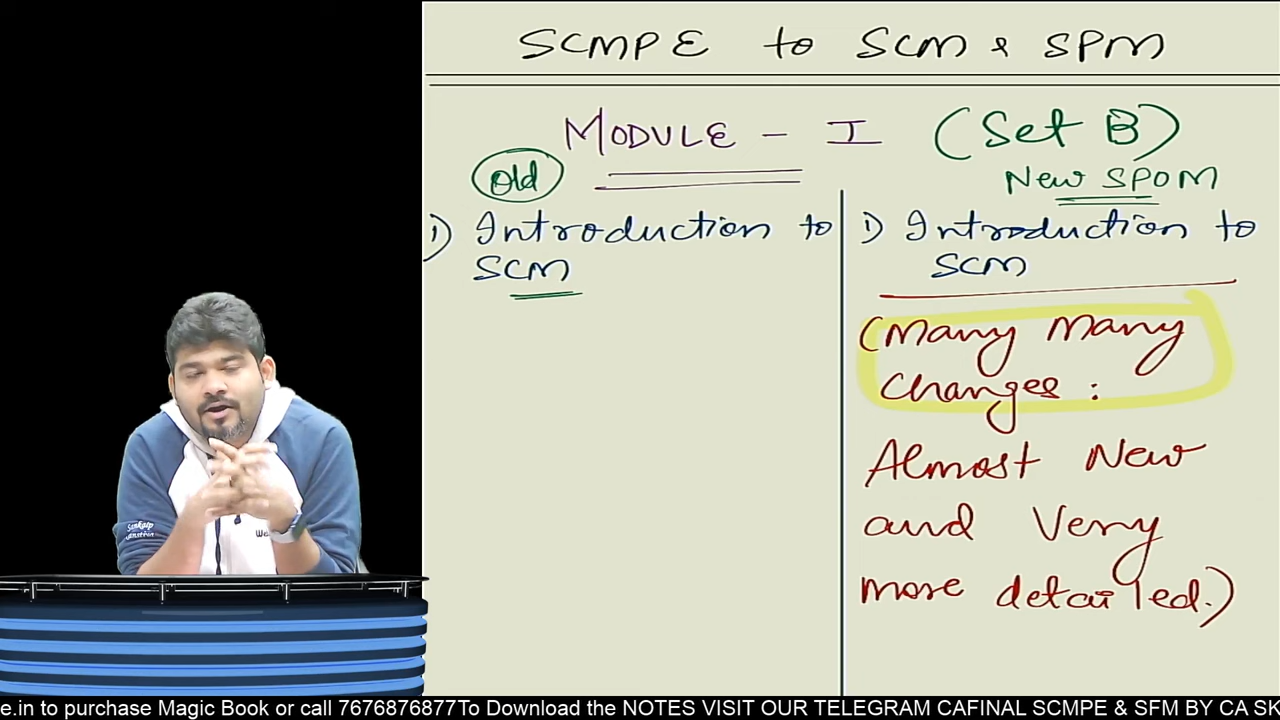 SCMPE to SCM & SPM
MODULE - I (Set B)
Old
New SPOM
1) Introduction to
SCM
1) Introduction to
SCM
(Many Many
Changes:
Almost New
and Very
more detailed.)
Sankalp
e.in to purchase Magic Book or call 7676876877To Download the NOTES VISIT OUR TELEGRAM CAFINAL SCMPE & SFM BY CA SK